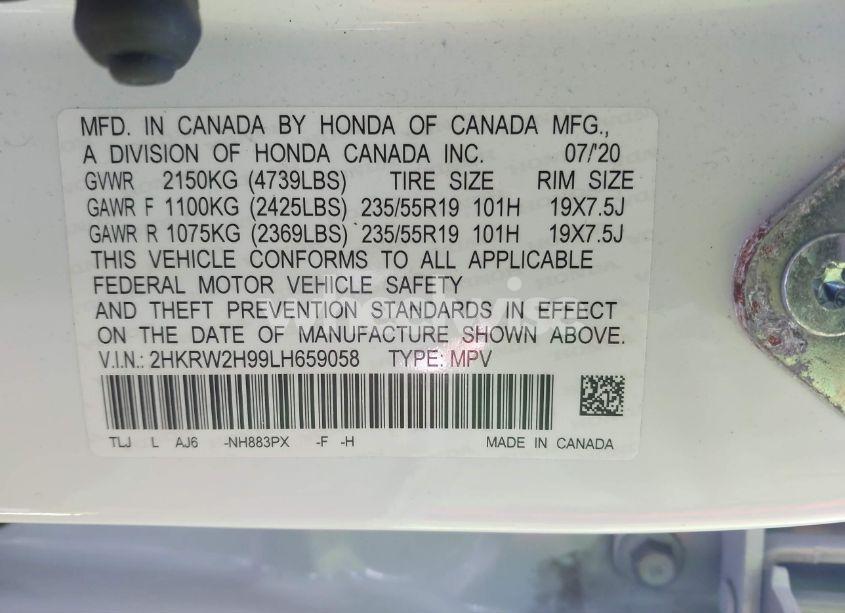 MFD. IN CANADA BY HONDA OF CANADA MFG.,
A DIVISION OF HONDA CANADA INC. 07/'20
GVWR 2150KG (4739LBS) TIRE SIZE RIM SIZE
GAWR F 1100KG (2425LBS) 235/55R19 101H 19X7.5J
GAWR R 1075KG (2369LBS) 235/55R19 101H 19X7.5J
THIS VEHICLE CONFORMS TO ALL APPLICABLE
FEDERAL MOTOR VEHICLE SAFETY
AND THEFT PREVENTION STANDARDS IN EFFECT
ON THE DATE OF MANUFACTURE SHOWN ABOVE.
V.I.N.: 2HKRW2H99LH659058 TYPE: MPV
TLJ L AJ6 -NH883PX -F -H MADE IN CANADA